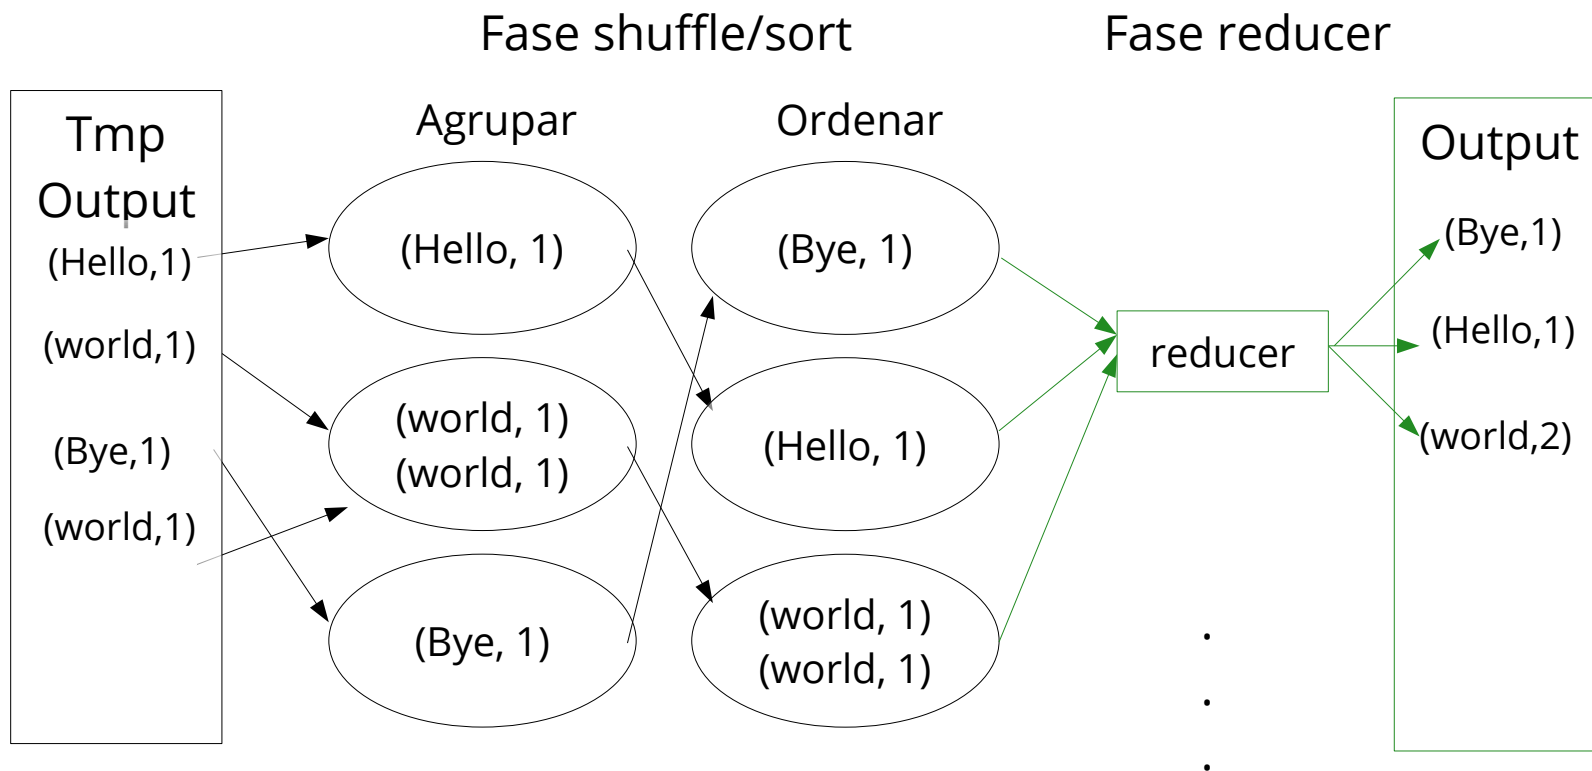 Fase shuffle/sort
Fase reducer
Tmp
Output
(Hello,1)
(world,1)
(Bye,1)
(world,1)
Agrupar
(Hello, 1)
(world, 1)
(world, 1)
(Bye, 1)
Ordenar
(Bye, 1)
(Hello, 1)
(world, 1)
(world, 1)
reducer
.
.
.
Output
(Bye,1)
(Hello,1)
(world,2)